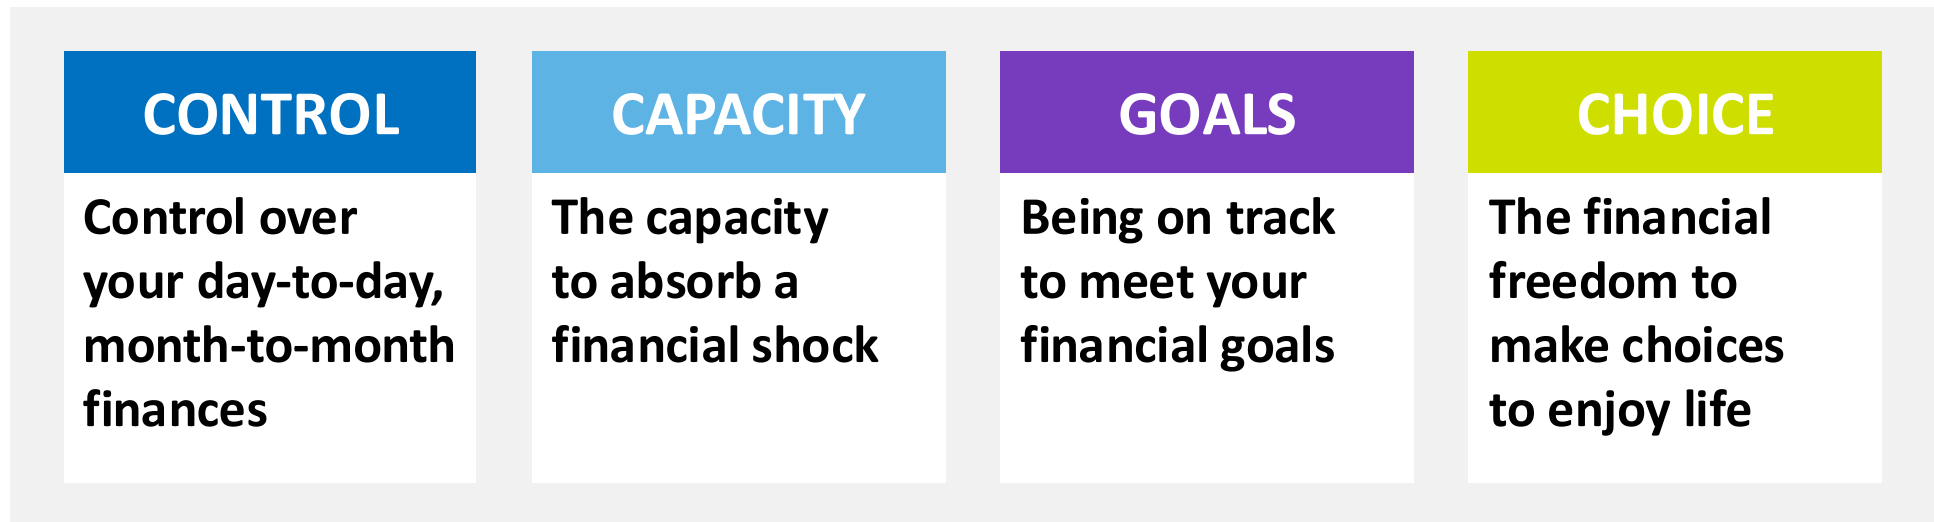 CONTROL
Control over
your day-to-day,
month-to-month
finances
CAPACITY
The capacity
to absorb a
financial shock
GOALS
Being on track
to meet your
financial goals
CHOICE
The financial
freedom to
make choices
to enjoy life